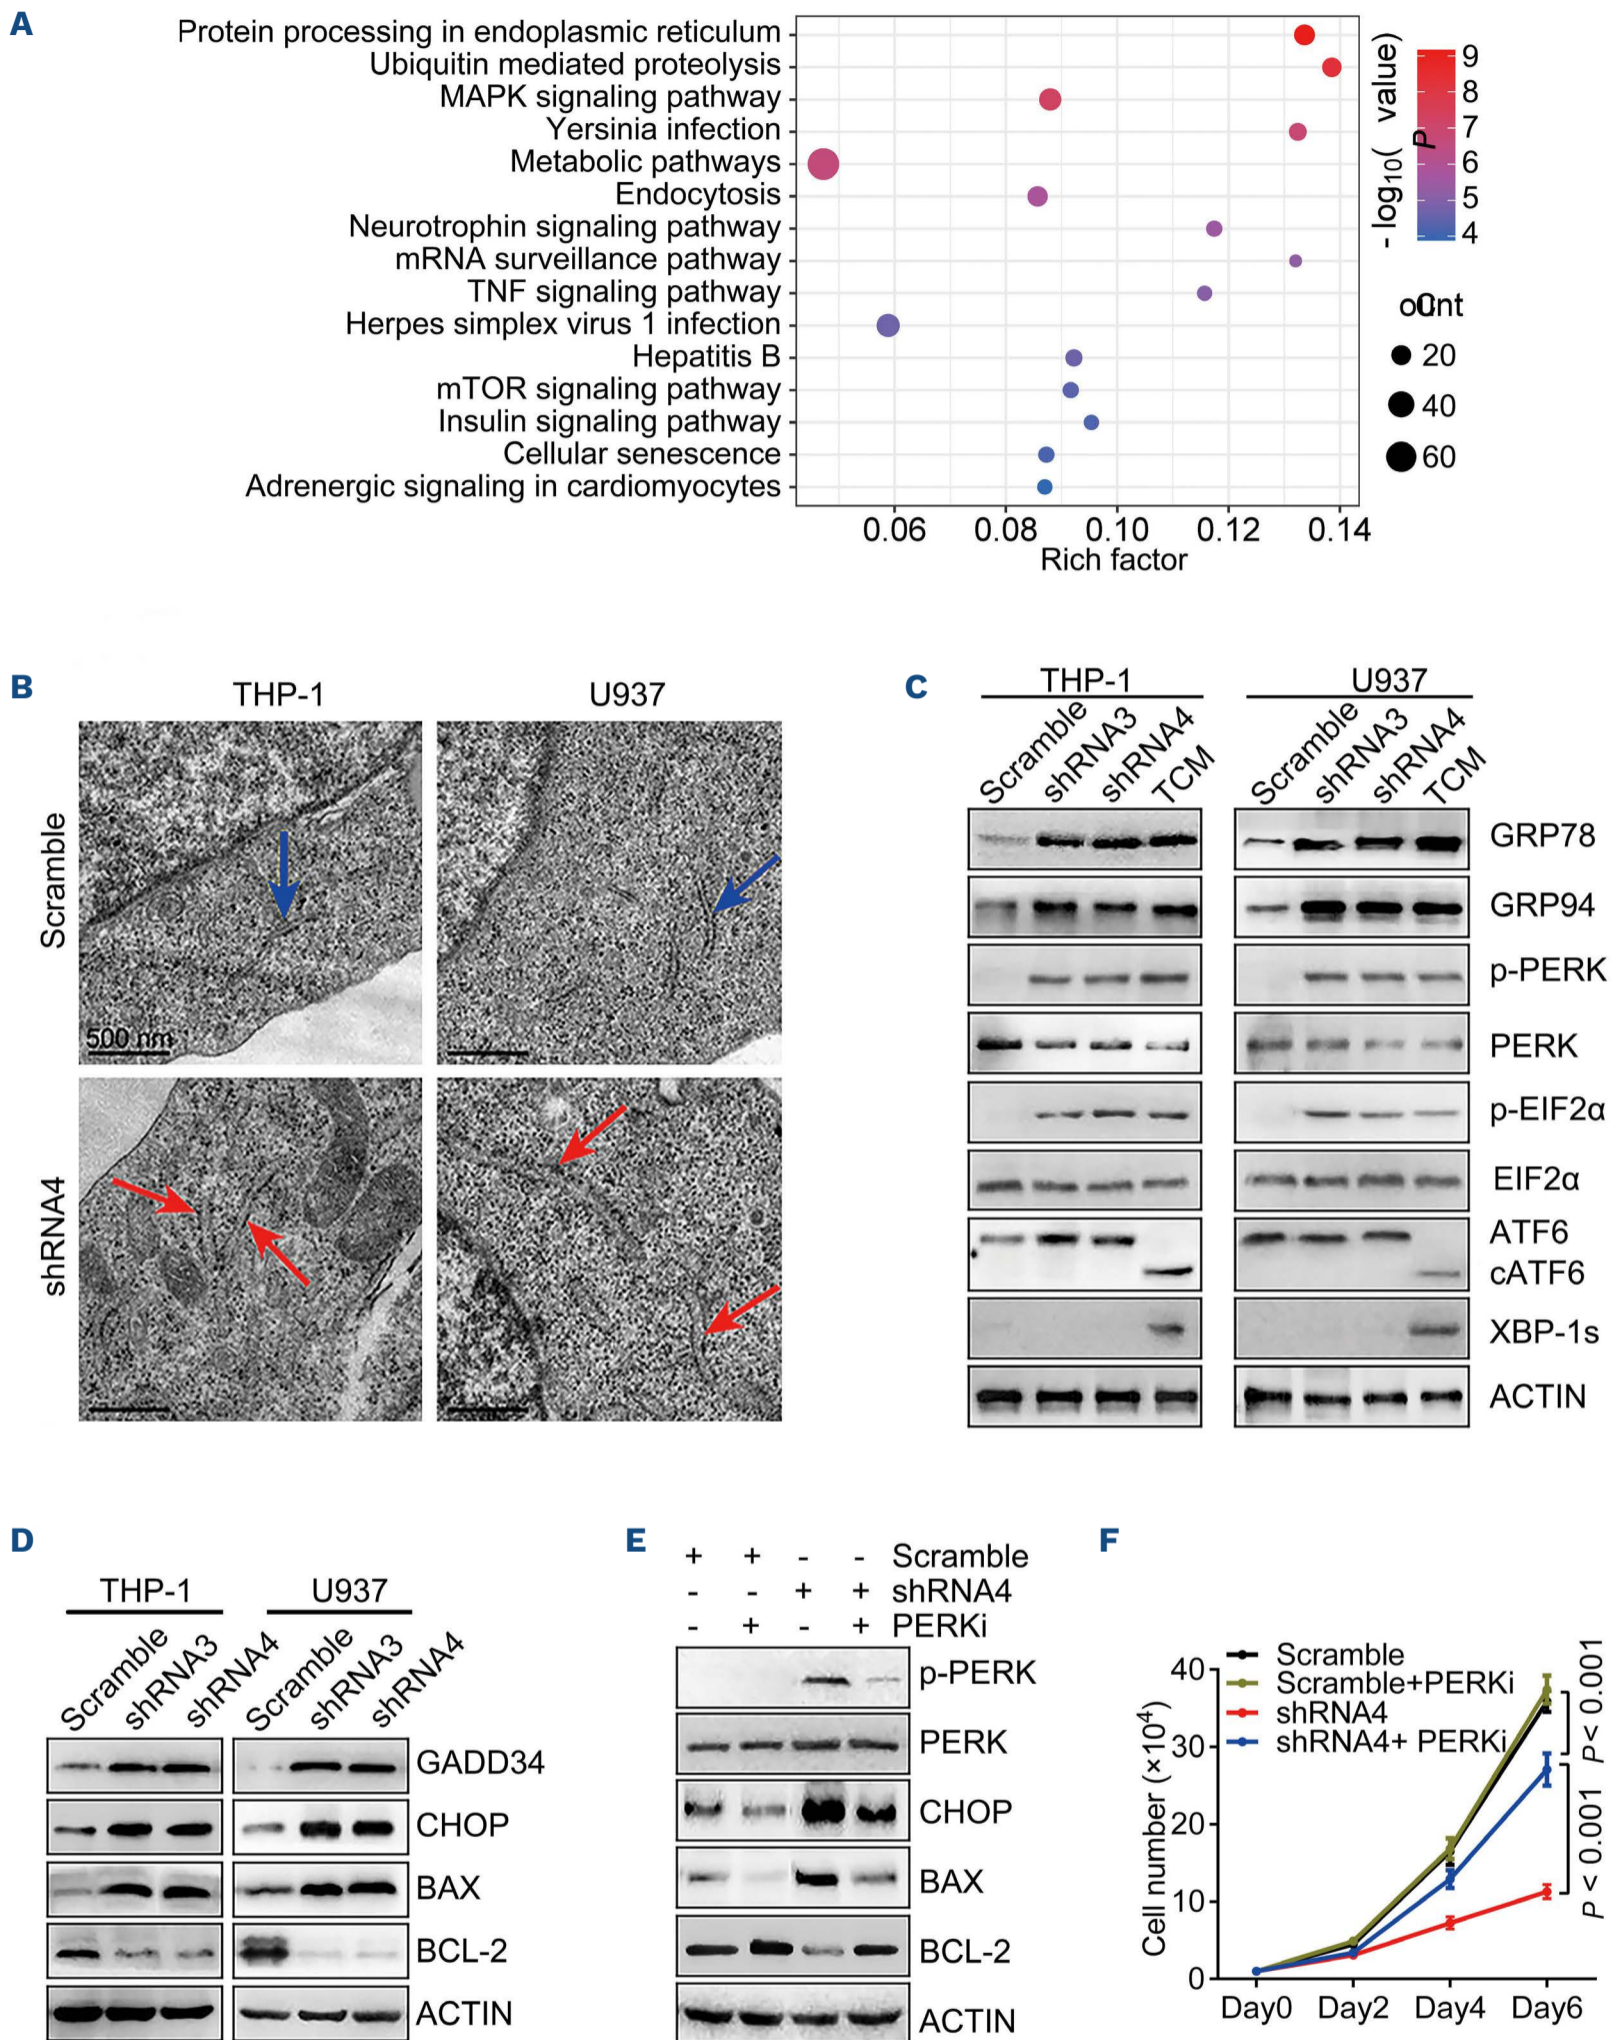 A
Protein processing in endoplasmic reticulum
Ubiquitin mediated proteolysis
MAPK signaling pathway
Yersinia infection
Metabolic pathways
Endocytosis
Neurotrophin signaling pathway
mRNA surveillance pathway
TNF signaling pathway
Herpes simplex virus 1 infection
Hepatitis B
mTOR signaling pathway
Insulin signaling pathway
Cellular senescence
Adrenergic signaling in cardiomyocytes
0.06 0.08 0.10 0.12 0.14
Rich factor
- log10( P value)
9
8
7
6
5
4
Count
20
40
60
B
THP-1 U937
Scramble
500 nm
shRNA4
C
THP-1 U937
Scramble shRNA3 shRNA4 TCM Scramble shRNA3 shRNA4 TCM
GRP78
GRP94
p-PERK
PERK
p-EIF2α
EIF2α
ATF6
cATF6
XBP-1s
ACTIN
D
THP-1 U937
Scramble shRNA3 shRNA4 Scramble shRNA3 shRNA4
GADD34
CHOP
BAX
BCL-2
ACTIN
E
+ + - - Scramble
- - + + shRNA4
- + - + PERKi
p-PERK
PERK
CHOP
BAX
BCL-2
ACTIN
F
Scramble
Scramble+PERKi
shRNA4
shRNA4+ PERKi
Cell number (×10⁴)
40
30
20
10
0
Day0 Day2 Day4 Day6
P < 0.001
P < 0.001